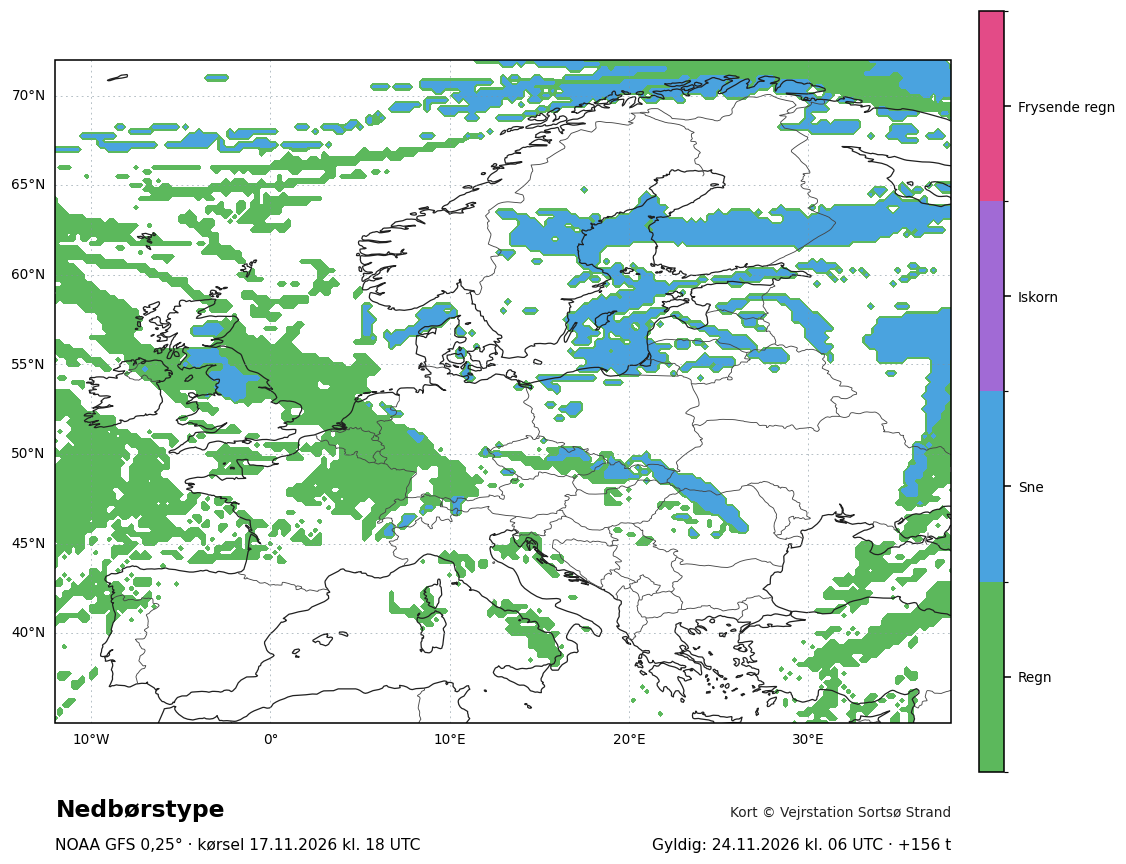 Frysende regn
Iskorn
Sne
Regn
70°N
65°N
60°N
55°N
50°N
45°N
40°N
10°W
0°
10°E
20°E
30°E
Nedbørstype
Kort © Vejrstation Sortsø Strand
NOAA GFS 0,25° · kørsel 17.11.2026 kl. 18 UTC
Gyldig: 24.11.2026 kl. 06 UTC · +156 t